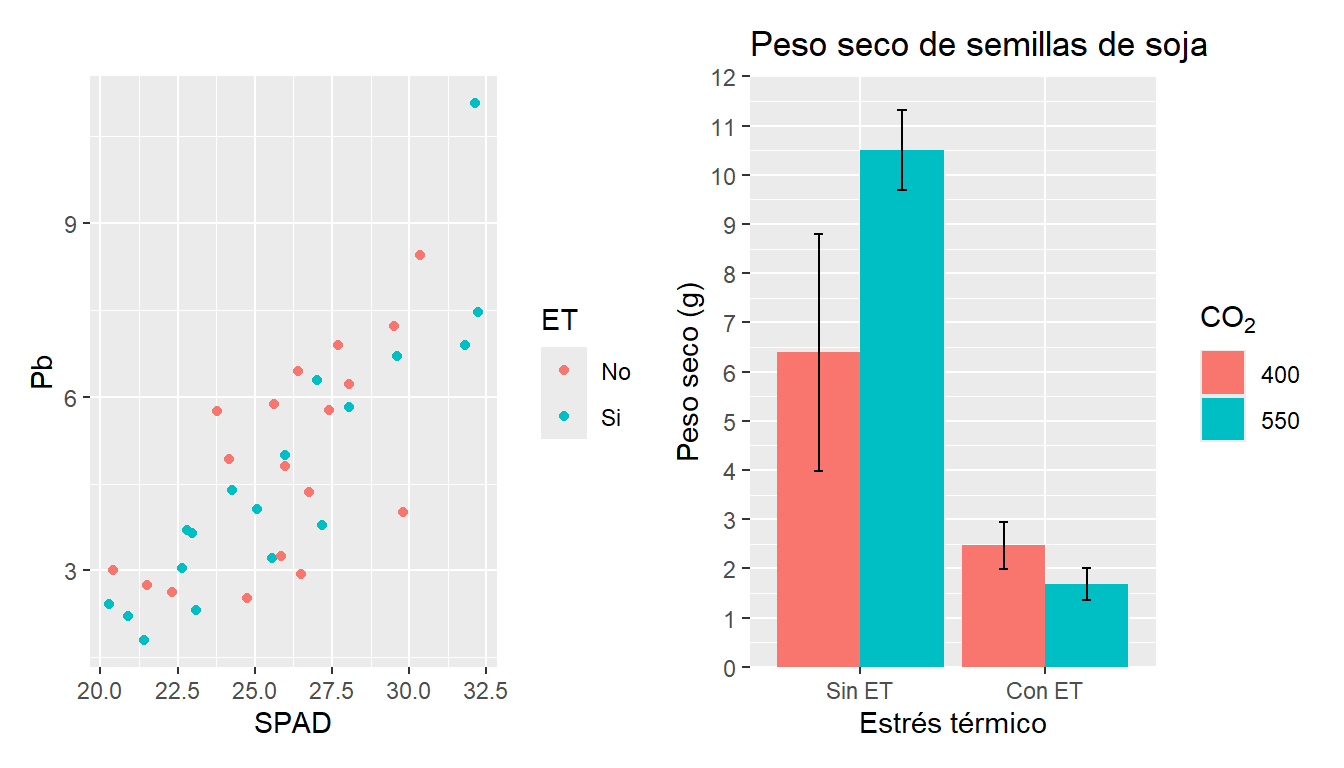 Pb
9
6
3
20.0 22.5 25.0 27.5 30.0 32.5
SPAD
ET
No
Si
Peso seco de semillas de soja
Peso seco (g)
12
11
10
9
8
7
6
5
4
3
2
1
0
Sin ET Con ET
Estrés térmico
CO₂
400
550